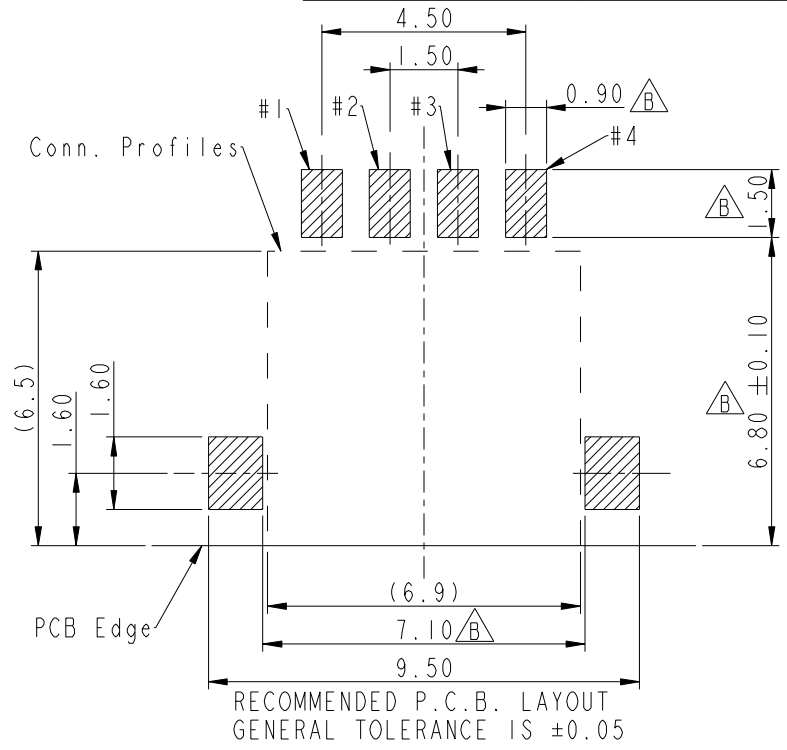 4.50
1.50
0.90 B
#1
#2
#3
#4
Conn. Profiles
B 1.50
(6.5)
1.60
1.60
B 6.80 ±0.10
(6.9)
PCB Edge
7.10 B
9.50
RECOMMENDED P.C.B. LAYOUT
GENERAL TOLERANCE IS ±0.05